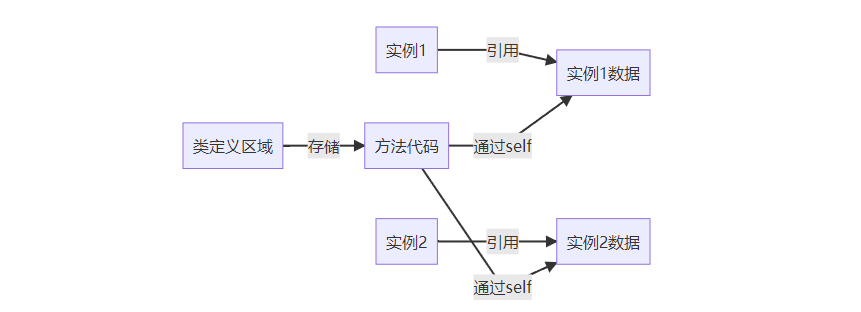 实例1
引用
实例1数据
类定义区域
存储
方法代码
通过self
实例2
引用
实例2数据
通过self